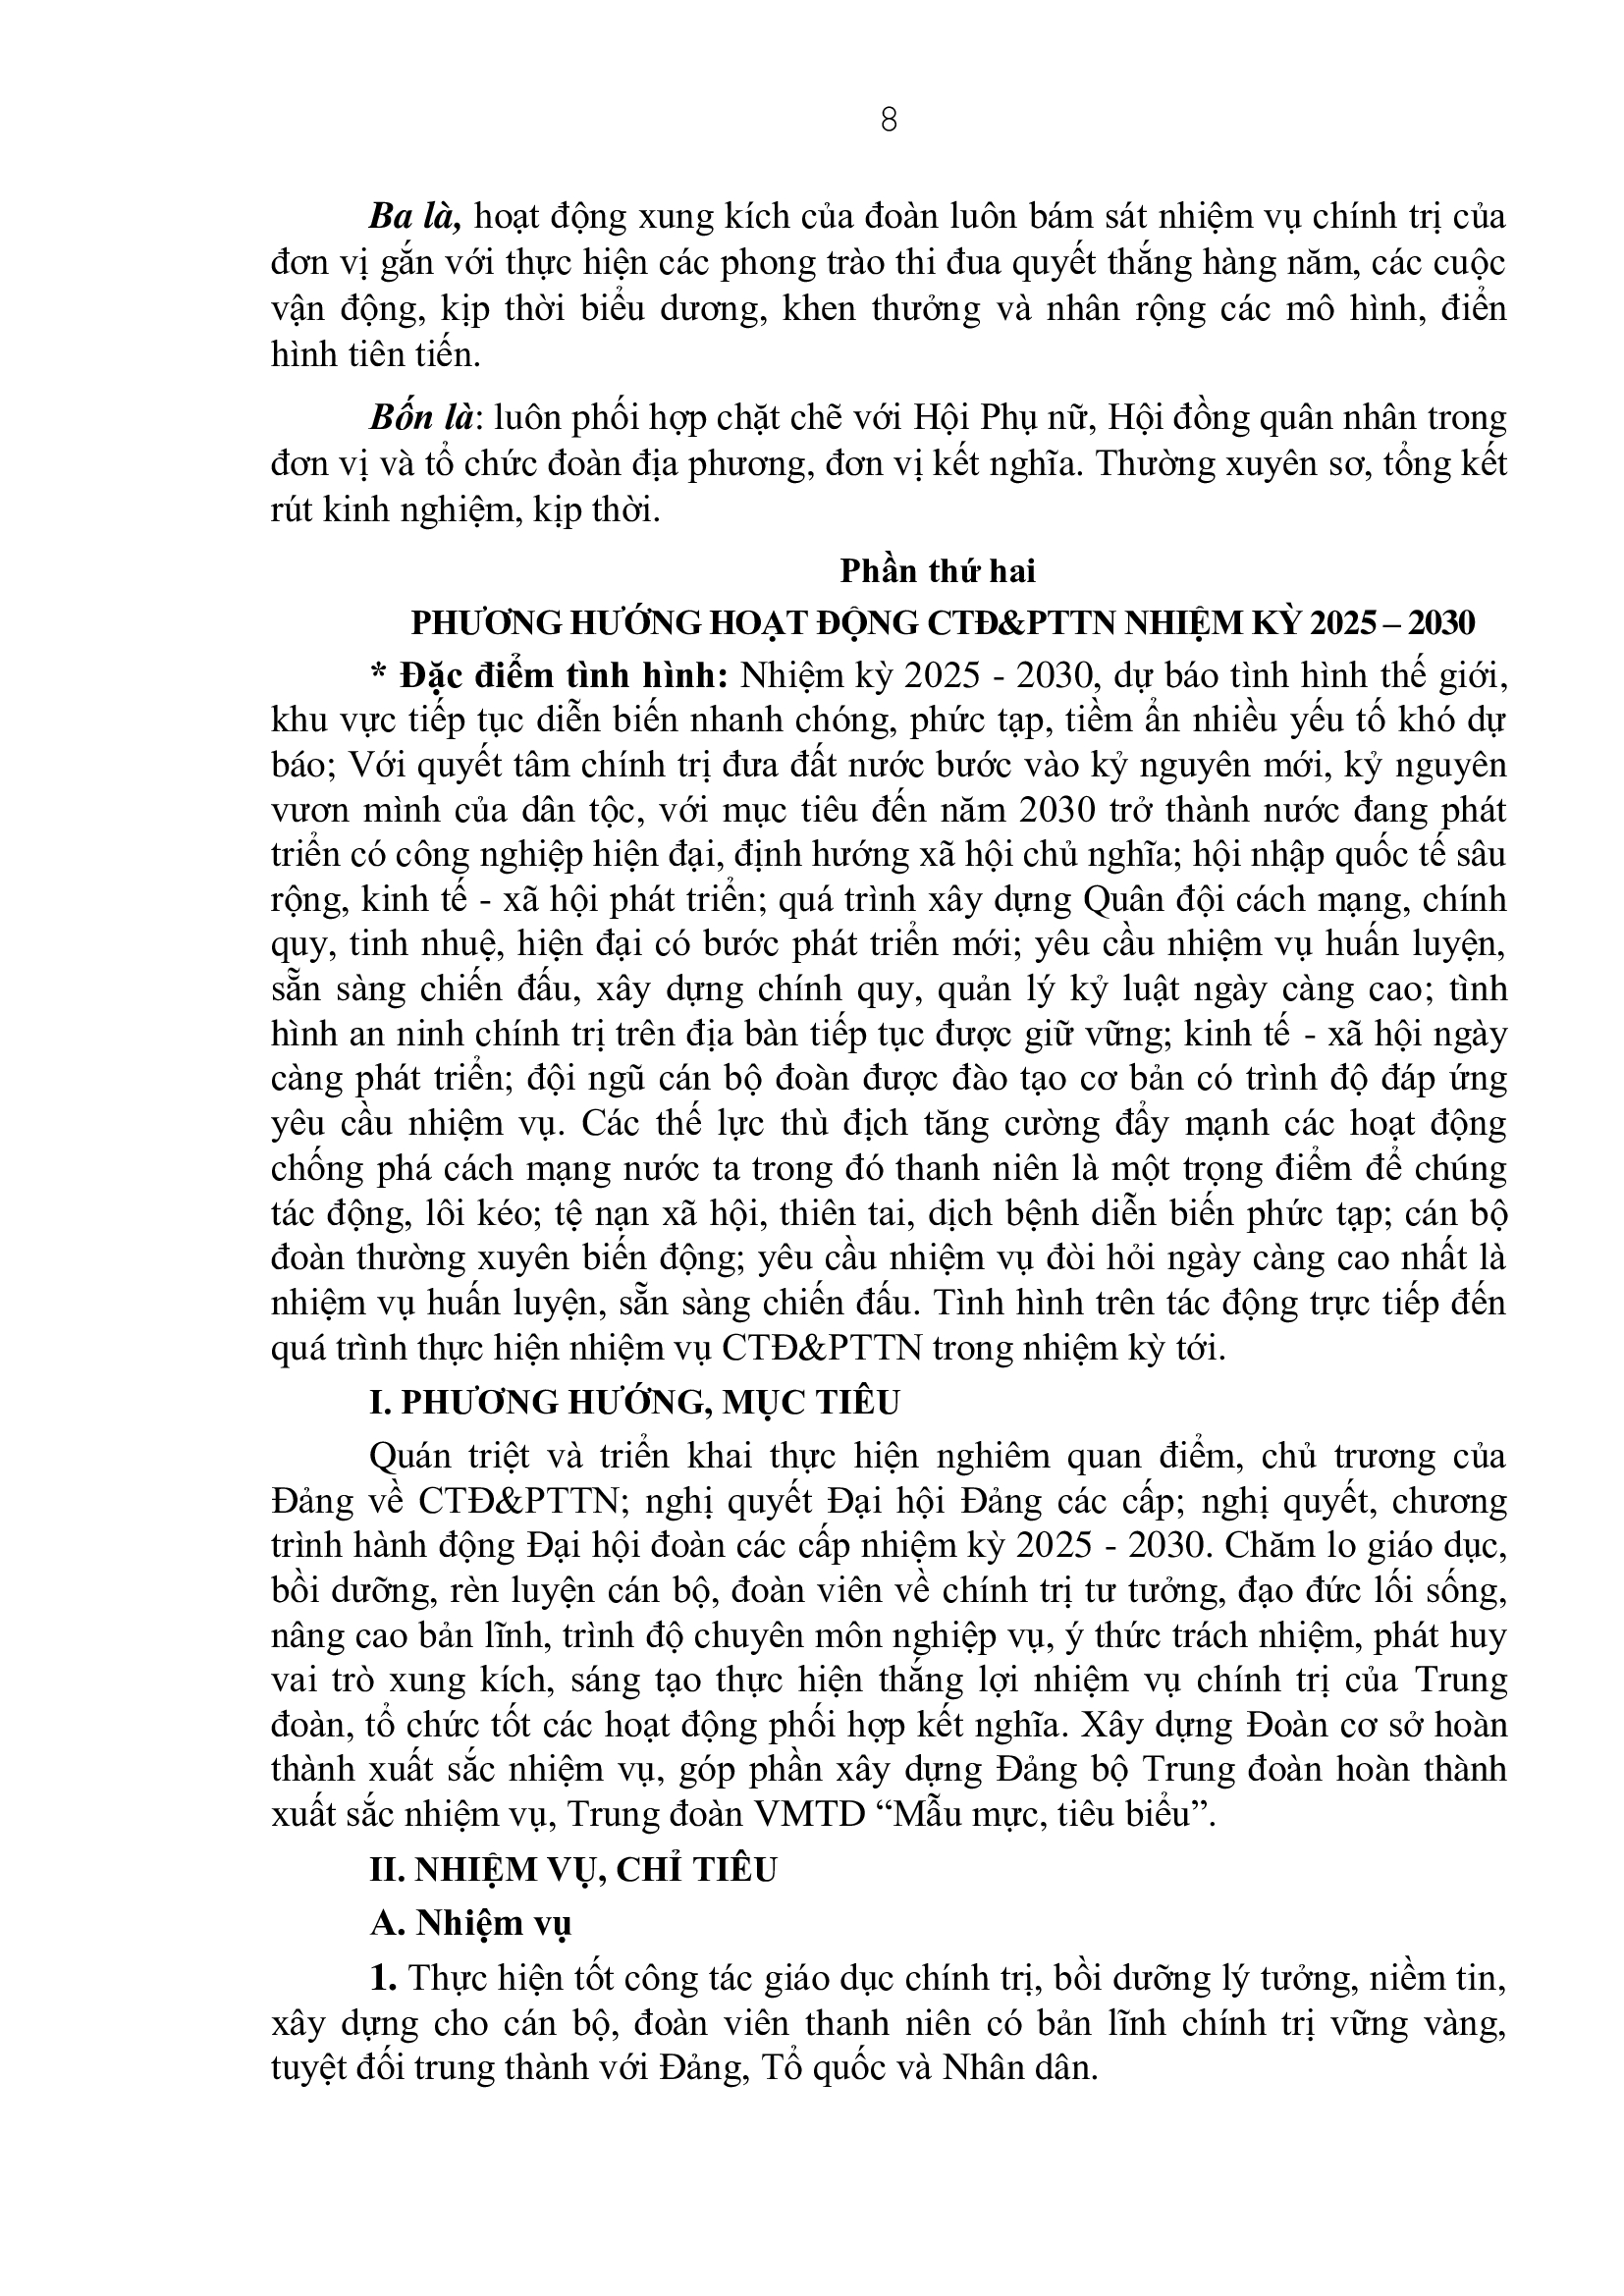 8
Ba là, hoạt động xung kích của đoàn luôn bám sát nhiệm vụ chính trị của
đơn vị gắn với thực hiện các phong trào thi đua quyết thắng hàng năm, các cuộc
vận động, kịp thời biểu dương, khen thưởng và nhân rộng các mô hình, điển
hình tiên tiến.
Bốn là: luôn phối hợp chặt chẽ với Hội Phụ nữ, Hội đồng quân nhân trong
đơn vị và tổ chức đoàn địa phương, đơn vị kết nghĩa. Thường xuyên sơ, tổng kết
rút kinh nghiệm, kịp thời.
Phần thứ hai
PHƯƠNG HƯỚNG HOẠT ĐỘNG CTĐ&PTTN NHIỆM KỲ 2025 – 2030
* Đặc điểm tình hình: Nhiệm kỳ 2025 - 2030, dự báo tình hình thế giới,
khu vực tiếp tục diễn biến nhanh chóng, phức tạp, tiềm ẩn nhiều yếu tố khó dự
báo; Với quyết tâm chính trị đưa đất nước bước vào kỷ nguyên mới, kỷ nguyên
vươn mình của dân tộc, với mục tiêu đến năm 2030 trở thành nước đang phát
triển có công nghiệp hiện đại, định hướng xã hội chủ nghĩa; hội nhập quốc tế sâu
rộng, kinh tế - xã hội phát triển; quá trình xây dựng Quân đội cách mạng, chính
quy, tinh nhuệ, hiện đại có bước phát triển mới; yêu cầu nhiệm vụ huấn luyện,
sẵn sàng chiến đấu, xây dựng chính quy, quản lý kỷ luật ngày càng cao; tình
hình an ninh chính trị trên địa bàn tiếp tục được giữ vững; kinh tế - xã hội ngày
càng phát triển; đội ngũ cán bộ đoàn được đào tạo cơ bản có trình độ đáp ứng
yêu cầu nhiệm vụ. Các thế lực thù địch tăng cường đẩy mạnh các hoạt động
chống phá cách mạng nước ta trong đó thanh niên là một trọng điểm để chúng
tác động, lôi kéo; tệ nạn xã hội, thiên tai, dịch bệnh diễn biến phức tạp; cán bộ
đoàn thường xuyên biến động; yêu cầu nhiệm vụ đòi hỏi ngày càng cao nhất là
nhiệm vụ huấn luyện, sẵn sàng chiến đấu. Tình hình trên tác động trực tiếp đến
quá trình thực hiện nhiệm vụ CTĐ&PTTN trong nhiệm kỳ tới.
I. PHƯƠNG HƯỚNG, MỤC TIÊU
Quán triệt và triển khai thực hiện nghiêm quan điểm, chủ trương của
Đảng về CTĐ&PTTN; nghị quyết Đại hội Đảng các cấp; nghị quyết, chương
trình hành động Đại hội đoàn các cấp nhiệm kỳ 2025 - 2030. Chăm lo giáo dục,
bồi dưỡng, rèn luyện cán bộ, đoàn viên về chính trị tư tưởng, đạo đức lối sống,
nâng cao bản lĩnh, trình độ chuyên môn nghiệp vụ, ý thức trách nhiệm, phát huy
vai trò xung kích, sáng tạo thực hiện thắng lợi nhiệm vụ chính trị của Trung
đoàn, tổ chức tốt các hoạt động phối hợp kết nghĩa. Xây dựng Đoàn cơ sở hoàn
thành xuất sắc nhiệm vụ, góp phần xây dựng Đảng bộ Trung đoàn hoàn thành
xuất sắc nhiệm vụ, Trung đoàn VMTD “Mẫu mực, tiêu biểu”.
II. NHIỆM VỤ, CHỈ TIÊU
A. Nhiệm vụ
1. Thực hiện tốt công tác giáo dục chính trị, bồi dưỡng lý tưởng, niềm tin,
xây dựng cho cán bộ, đoàn viên thanh niên có bản lĩnh chính trị vững vàng,
tuyệt đối trung thành với Đảng, Tổ quốc và Nhân dân.